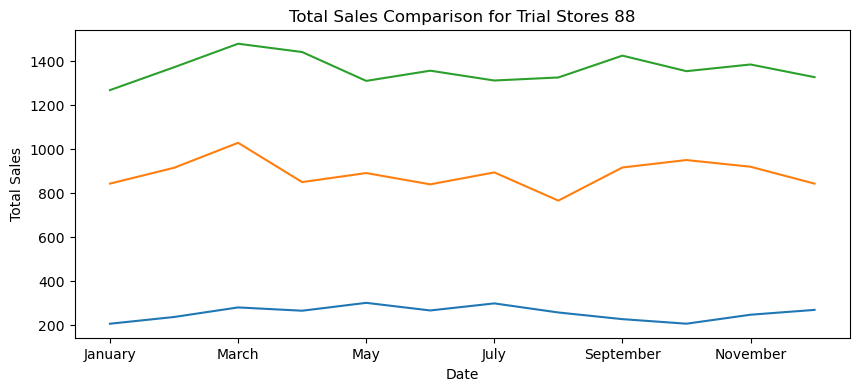 Total Sales Comparison for Trial Stores 88
Total Sales
1400
1200
1000
800
600
400
200
January March May July September November
Date